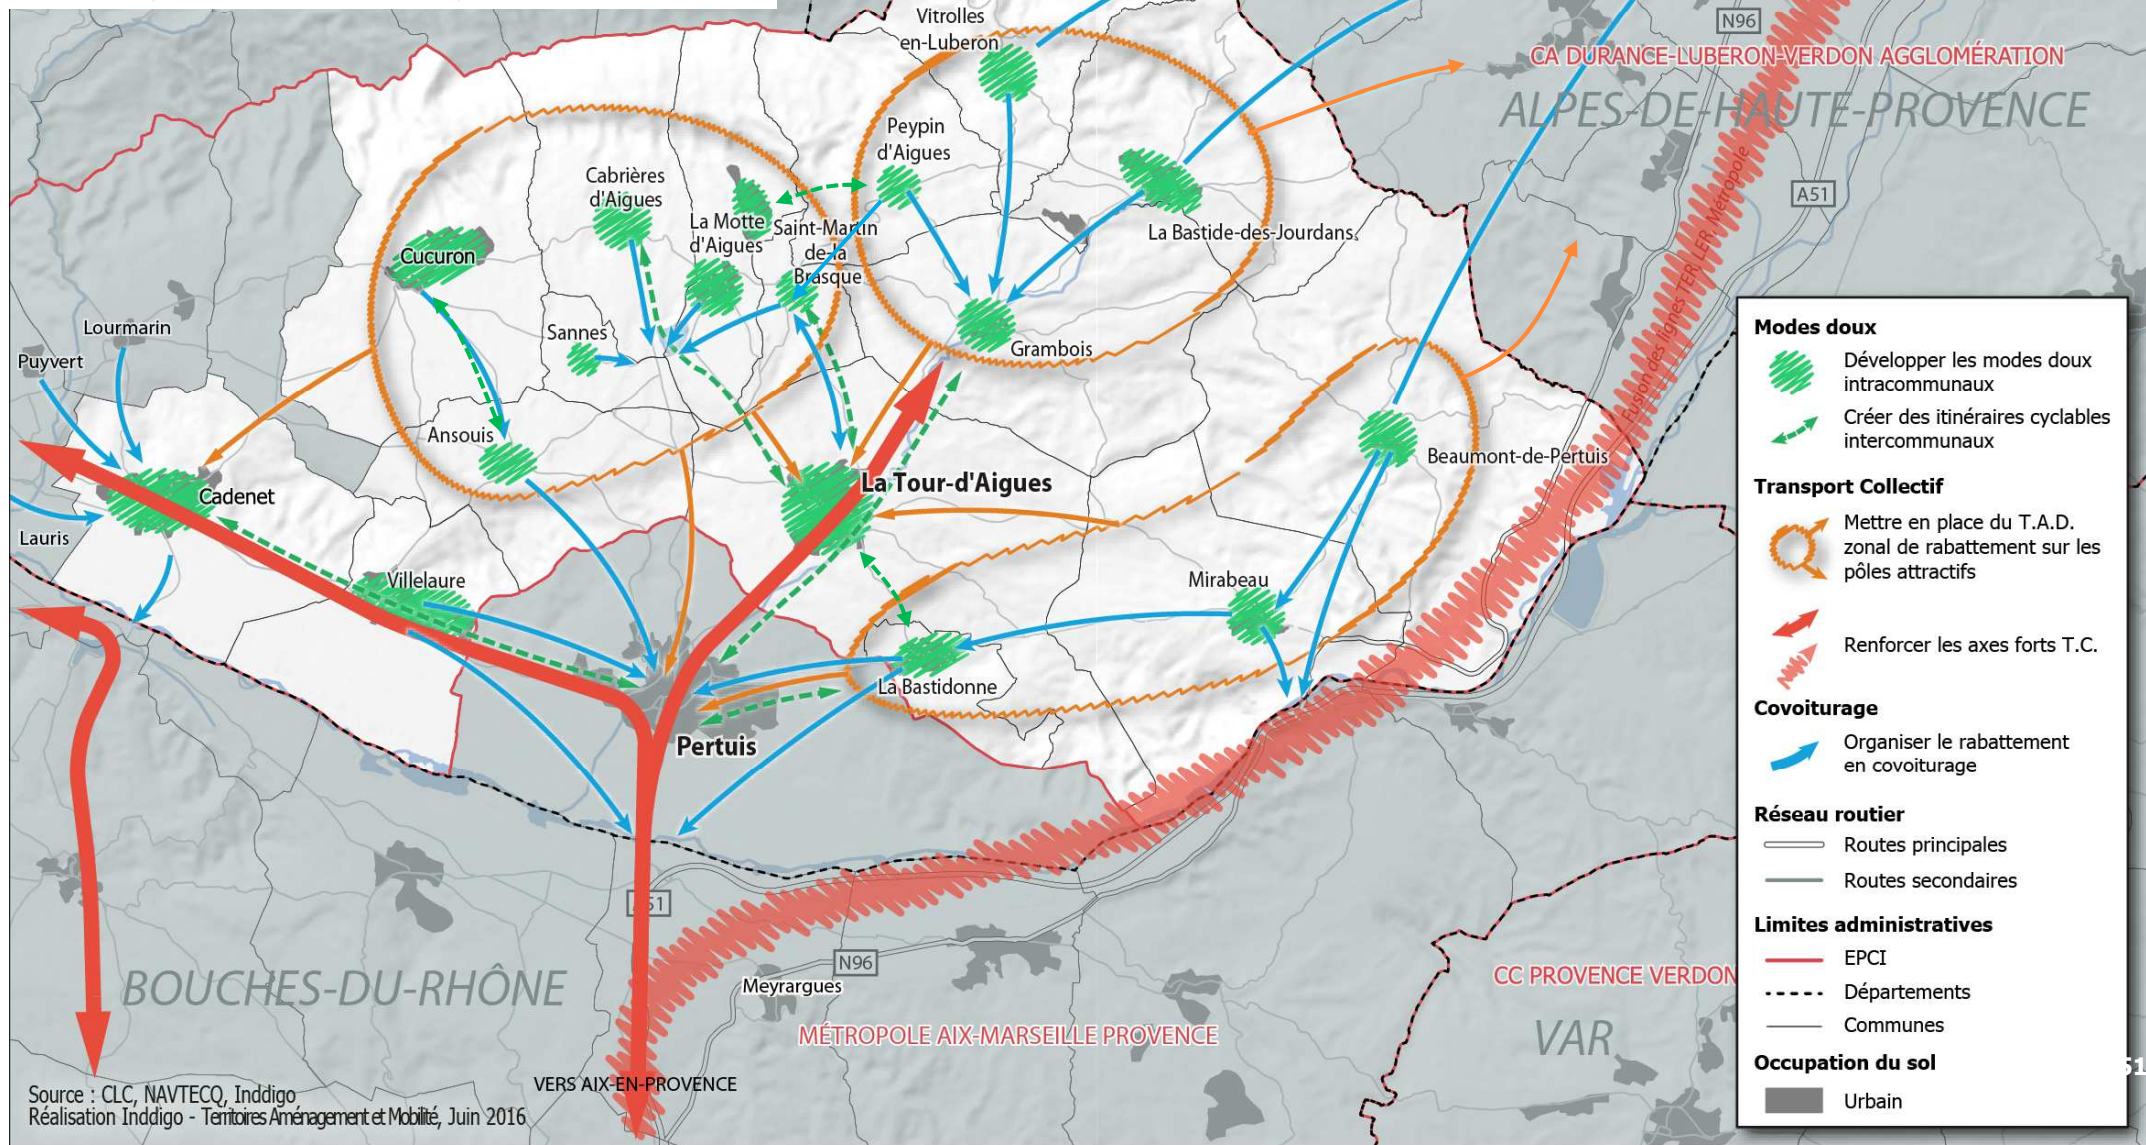 Vitrolles
en-Luberon
N96
CA DURANCE-LUBERON-VERDON AGGLOMÉRATION
ALPES-DE-HAUTE-PROVENCE
Peypin
d'Aigues
Cabrières
d'Aigues
La Motte
d'Aigues
Saint-Martin
de-la
Brasque
La Bastide-des-Jourdans
A51
Fusion des lignes TER, LER, Métropole
Cucuron
Lourmarin
Puyvert
Sannes
Grambois
Ansouis
Beaumont-de-Pertuis
Cadenet
La Tour-d'Aigues
Lauris
Villelaure
Mirabeau
La Bastidonne
Pertuis
A51
N96
Meyrargues
BOUCHES-DU-RHÔNE
MÉTROPOLE AIX-MARSEILLE PROVENCE
CC PROVENCE VERDON
VAR
VERS AIX-EN-PROVENCE
Source : CLC, NAVTECQ, Inddigo
Réalisation Inddigo - Territoires Aménagement et Mobilité, Juin 2016
Modes doux
Développer les modes doux
intracommunaux
Créer des itinéraires cyclables
intercommunaux
Transport Collectif
Mettre en place du T.A.D.
zonal de rabattement sur les
pôles attractifs
Renforcer les axes forts T.C.
Covoiturage
Organiser le rabattement
en covoiturage
Réseau routier
Routes principales
Routes secondaires
Limites administratives
EPCI
Départements
Communes
Occupation du sol
Urbain
51